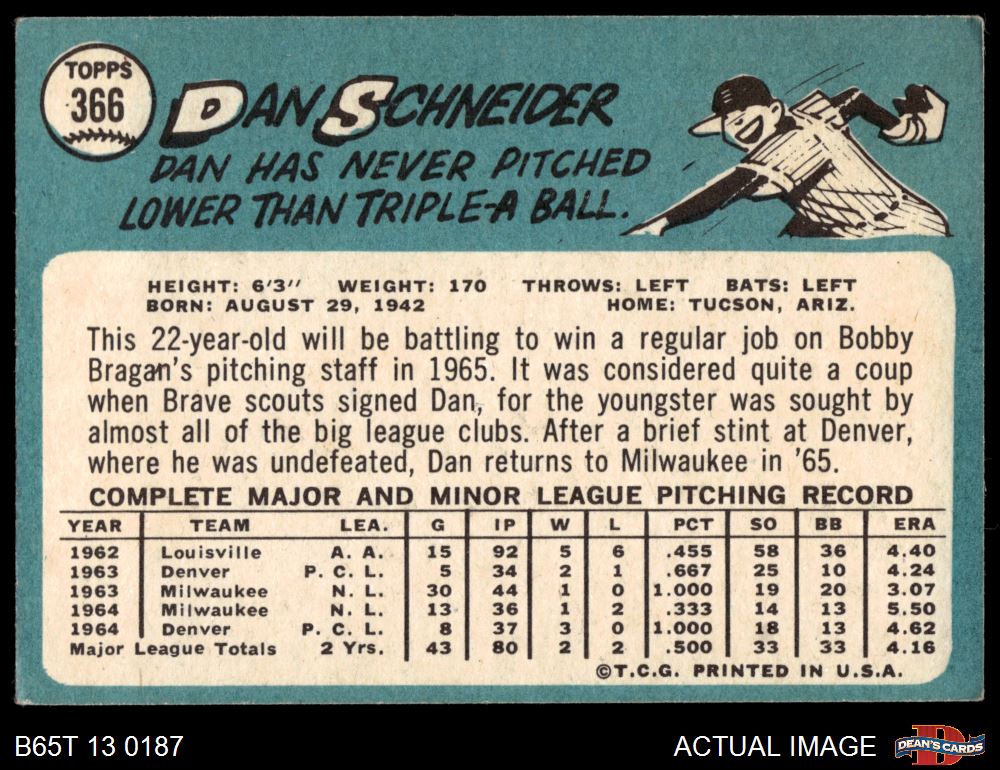 TOPPS
366
DAN SCHNEIDER
DAN HAS NEVER PITCHED
LOWER THAN TRIPLE-A BALL.
HEIGHT: 6'3" WEIGHT: 170 THROWS: LEFT BATS: LEFT
BORN: AUGUST 29, 1942 HOME: TUCSON, ARIZ.
This 22-year-old will be battling to win a regular job on Bobby
Bragan's pitching staff in 1965. It was considered quite a coup
when Brave scouts signed Dan, for the youngster was sought by
almost all of the big league clubs. After a brief stint at Denver,
where he was undefeated, Dan returns to Milwaukee in '65.
COMPLETE MAJOR AND MINOR LEAGUE PITCHING RECORD
YEAR TEAM LEA. G IP W L PCT SO BB ERA
1962 Louisville A. A. 15 92 5 6 .455 58 36 4.40
1963 Denver P. C. L. 5 34 2 1 .667 25 10 4.24
1963 Milwaukee N. L. 30 44 1 0 1.000 19 20 3.07
1964 Milwaukee N. L. 13 36 1 2 .333 14 13 5.50
1964 Denver P. C. L. 8 37 3 0 1.000 18 13 4.62
Major League Totals 2 Yrs. 43 80 2 2 .500 33 33 4.16
©T.C.G. PRINTED IN U.S.A.
B65T 13 0187 ACTUAL IMAGE DEAN'S CARDS